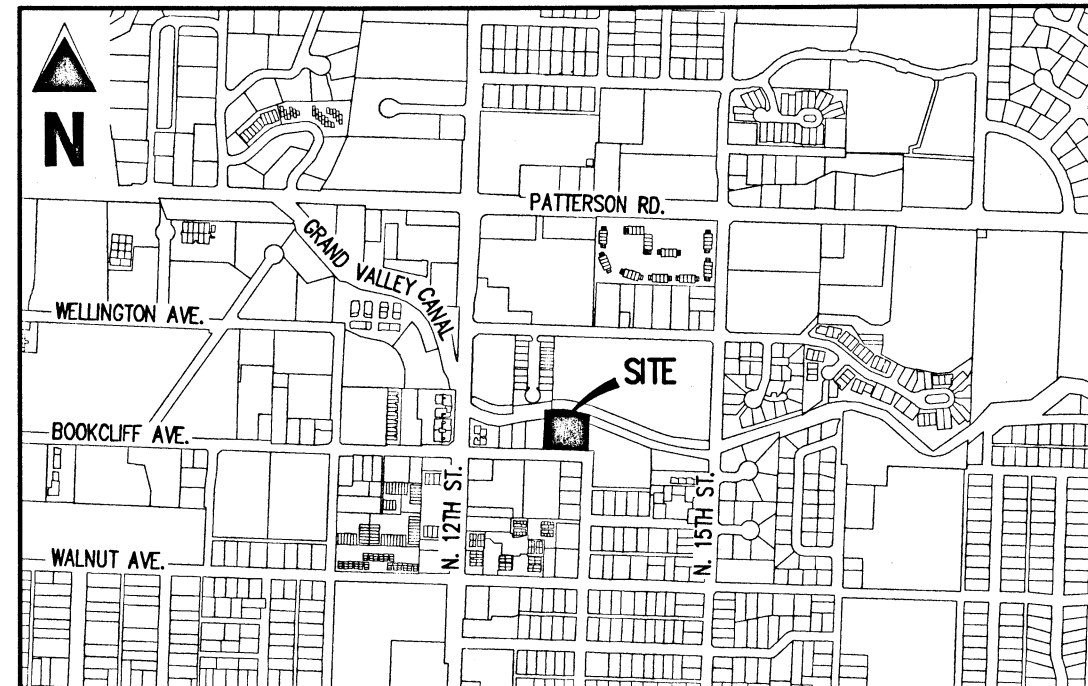 N
PATTERSON RD.
GRAND VALLEY CANAL
WELLINGTON AVE.
SITE
BOOKCLIFF AVE.
N. 12TH ST.
N. 15TH ST.
WALNUT AVE.